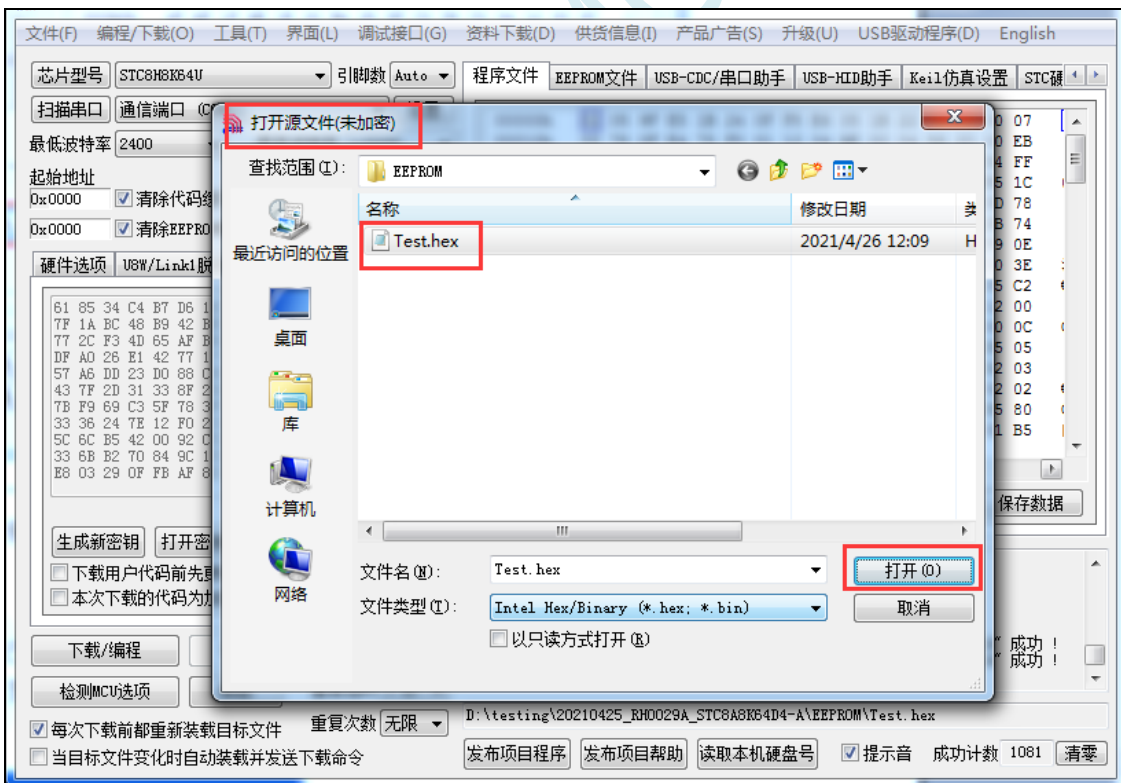 文件(F) 编程/下载(O) 工具(T) 界面(L) 调试接口(G) 资料下载(D) 供货信息(I) 产品广告(S) 升级(U) USB驱动程序(D) English
芯片型号 STC8H8K64U 引脚数 Auto 程序文件 EEPROM文件 USB-CDC/串口助手 USB-HID助手 Keil仿真设置 STC硬
扫描串口 通信端口
最低波特率 2400
起始地址
0x0000 清除代码
0x0000 清除EEPRO
硬件选项 U8W/Link1脱
61 85 34 C4 B7 D6 1
7F 1A BC 48 B9 42 B
77 2C F3 4D 65 AF B
DF A0 26 E1 42 77 1
57 A6 DD 23 D0 88 C
43 7F 2D 31 33 8F 2
7B F9 69 C3 5F 78 3
33 36 24 7E 12 F0 2
5C 6C B5 42 00 92 C
33 6B B2 70 84 9C 1
E8 03 29 0F FB AF 8
生成新密钥 打开密
下载用户代码前先
本次下载的代码为
下载/编程
检测MCU选项
每次下载前都重新装载目标文件 重复次数 无限
当目标文件变化时自动装载并发送下载命令
打开源文件(未加密)
查找范围(I): EEPROM
名称 修改日期
Test.hex 2021/4/26 12:09 H
最近访问的位置
桌面
库
计算机
网络
文件名(N): Test.hex 打开(O)
文件类型(T): Intel Hex/Binary (*.hex; *.bin) 取消
以只读方式打开(R)
07
EB
FF
1C
78
74
0E
3E
C2
00
0C
05
03
02
80
B5
保存数据
成功 !
成功 !
D:\testing\20210425_RH0029A_STC8A8K64D4-A\EEPROM\Test.hex
发布项目程序 发布项目帮助 读取本机硬盘号 提示音 成功计数 1081 清零